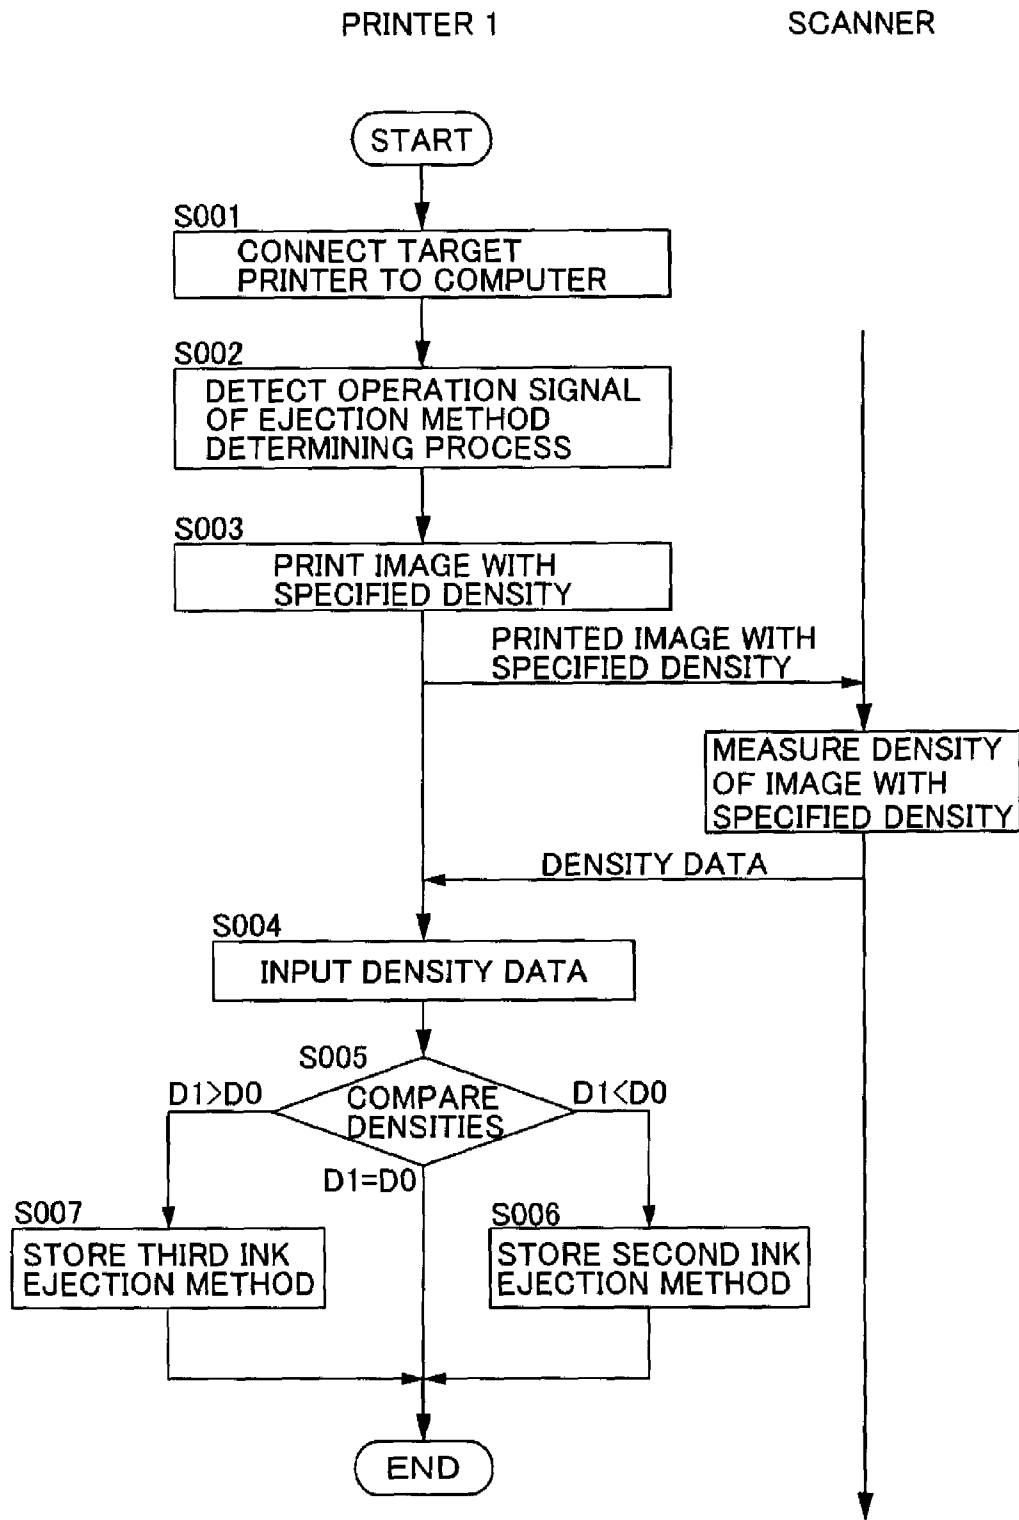 PRINTER 1
SCANNER
START
S001
CONNECT TARGET
PRINTER TO COMPUTER
S002
DETECT OPERATION SIGNAL
OF EJECTION METHOD
DETERMINING PROCESS
S003
PRINT IMAGE WITH
SPECIFIED DENSITY
PRINTED IMAGE WITH
SPECIFIED DENSITY
MEASURE DENSITY
OF IMAGE WITH
SPECIFIED DENSITY
DENSITY DATA
S004
INPUT DENSITY DATA
S005
COMPARE
DENSITIES
D1>D0
D1<D0
D1=D0
S007
STORE THIRD INK
EJECTION METHOD
S006
STORE SECOND INK
EJECTION METHOD
END